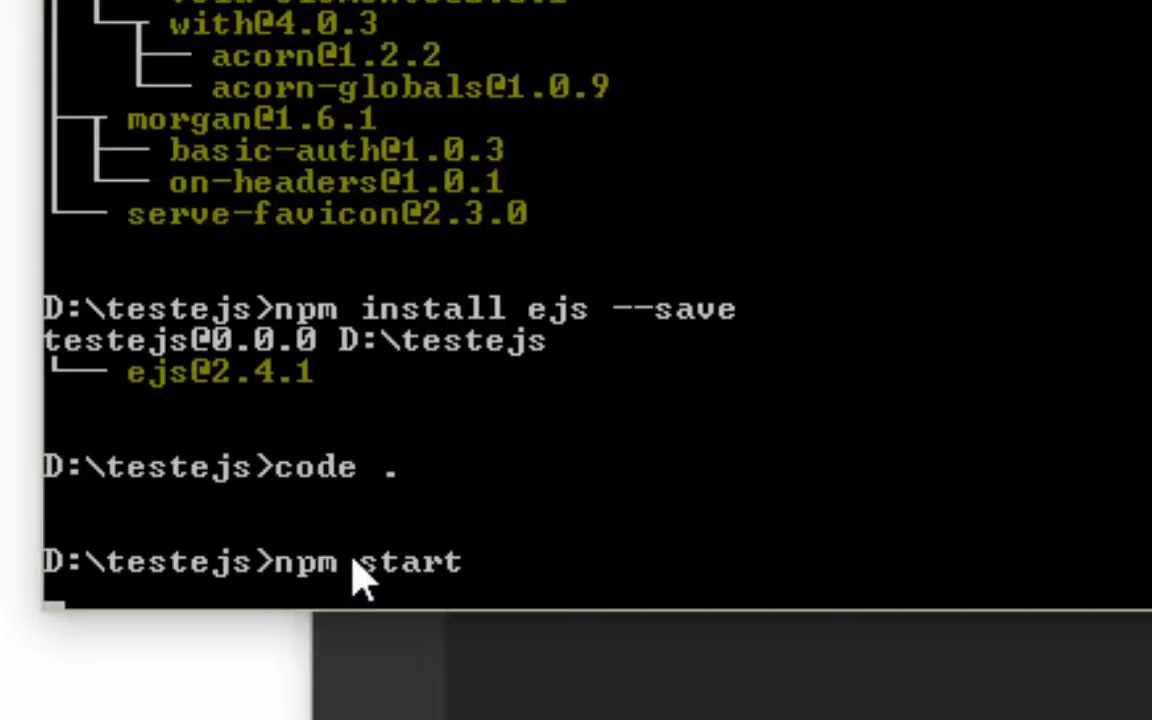 with@4.0.3
acorn@1.2.2
acorn-globals@1.0.9
morgan@1.6.1
basic-auth@1.0.3
on-headers@1.0.1
serve-favicon@2.3.0
D:\testejs>npm install ejs --save
testejs@0.0.0 D:\testejs
ejs@2.4.1
D:\testejs>code .
D:\testejs>npm start